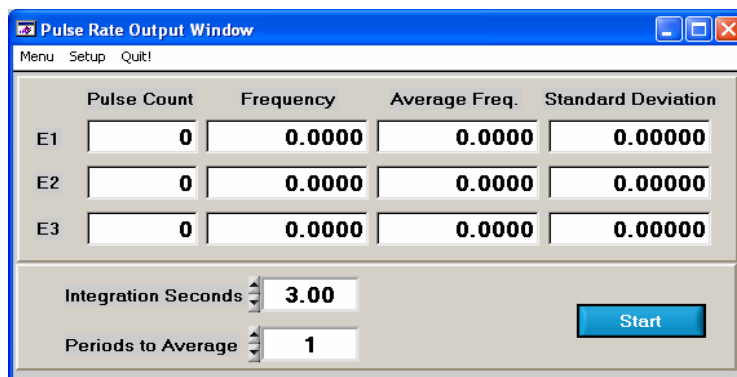 Pulse Rate Output Window
Menu Setup Quit!
Pulse Count Frequency Average Freq. Standard Deviation
E1 0 0.0000 0.0000 0.00000
E2 0 0.0000 0.0000 0.00000
E3 0 0.0000 0.0000 0.00000
Integration Seconds 3.00
Start
Periods to Average 1